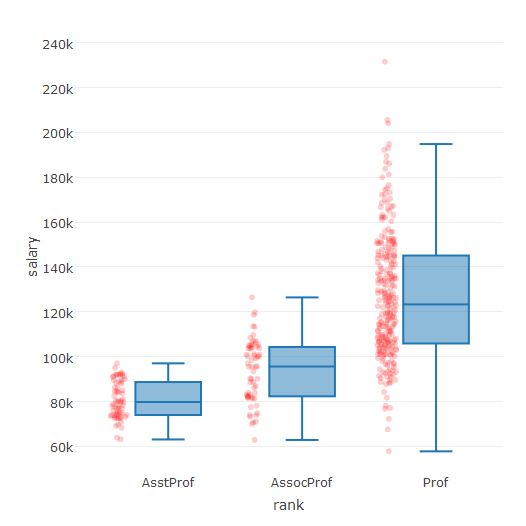 240k
220k
200k
180k
160k
140k
120k
100k
80k
60k
salary
AsstProf AssocProf Prof
rank